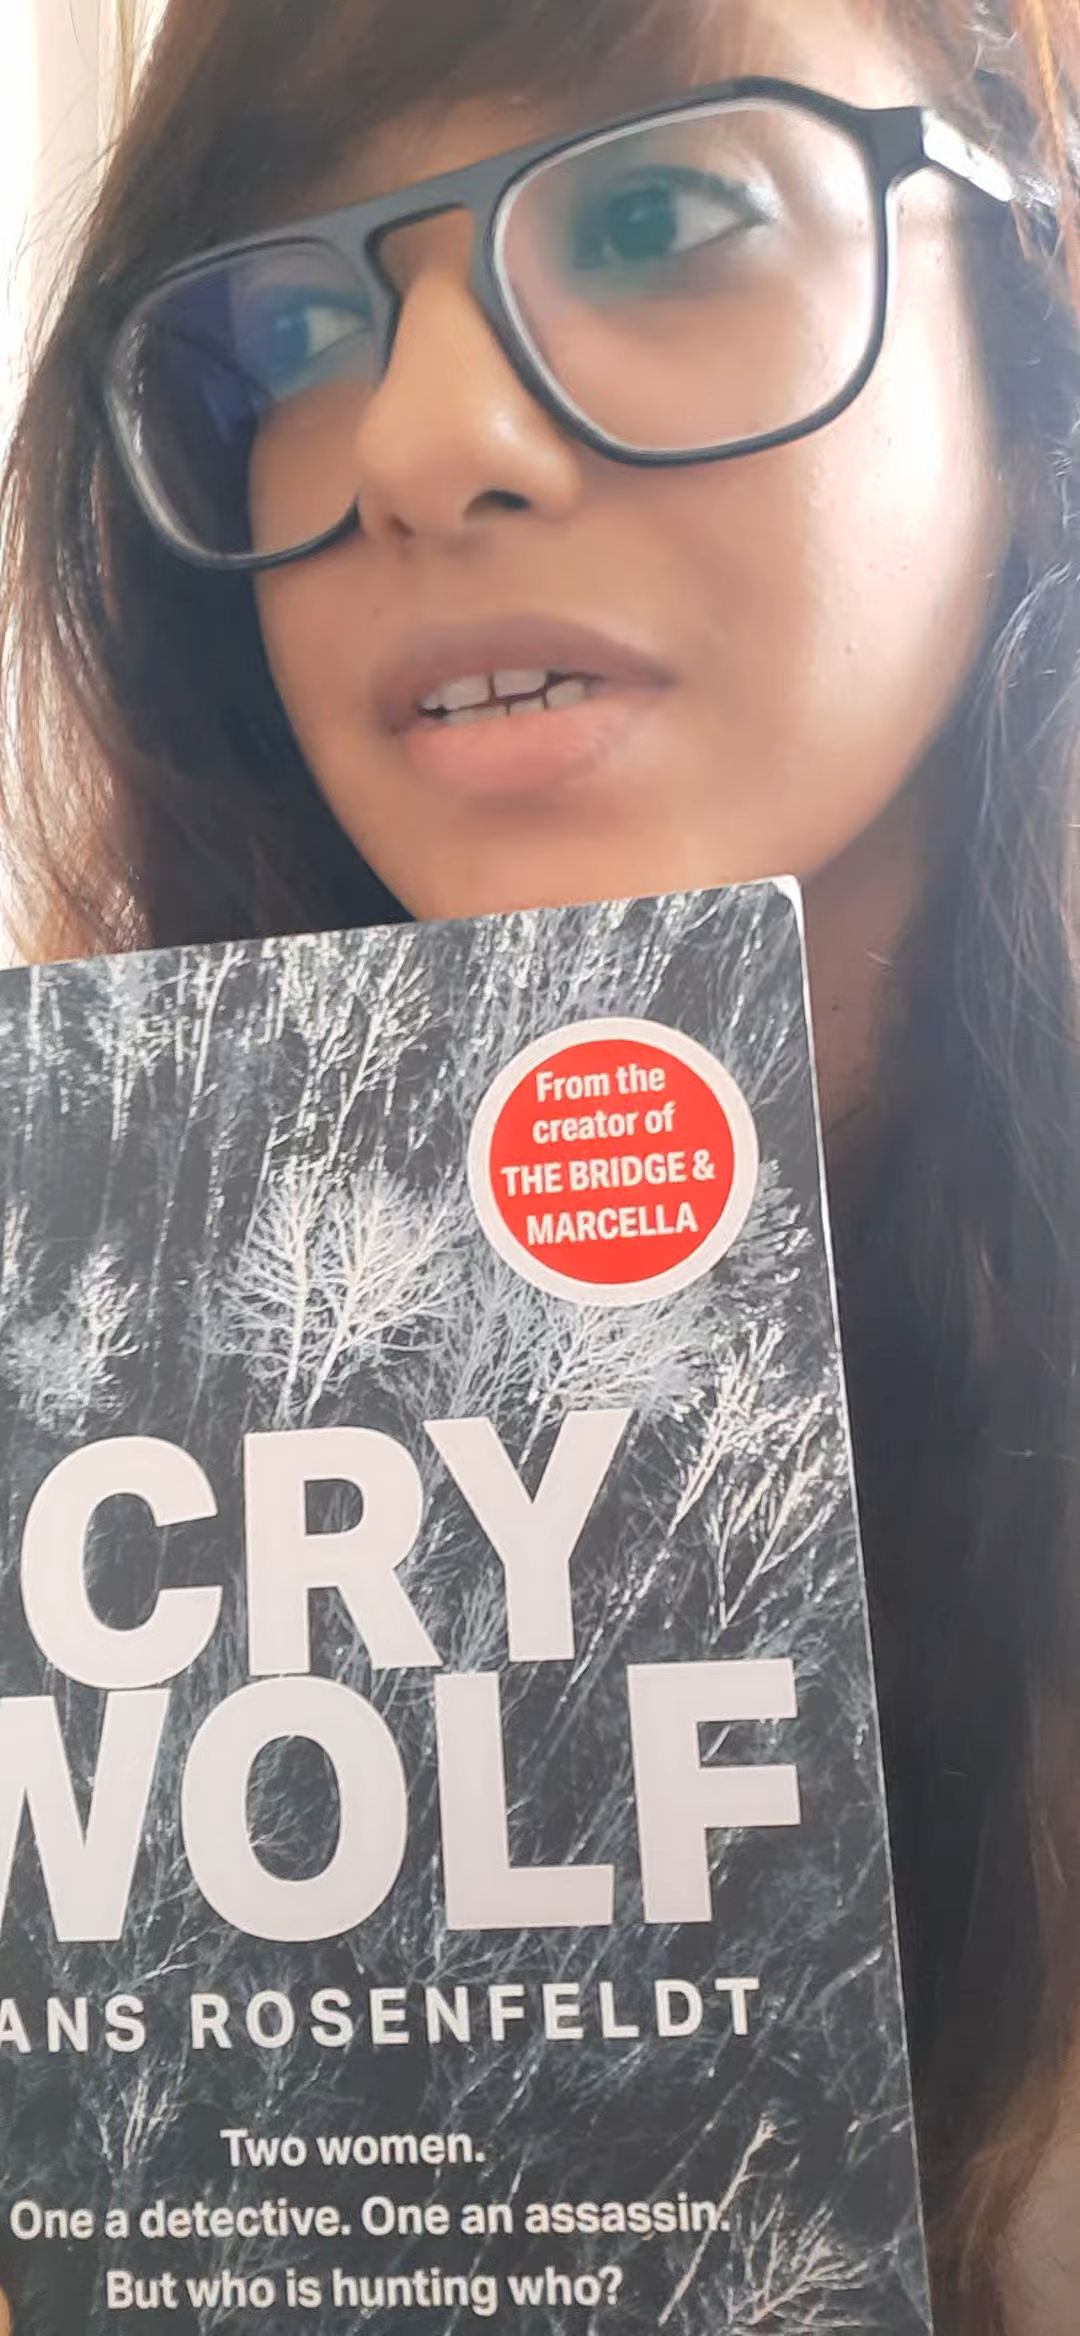 From the
creator of
THE BRIDGE &
MARCELLA
CRY
WOLF
ANS ROSENFELDT
Two women.
One a detective. One an assassin.
But who is hunting who?